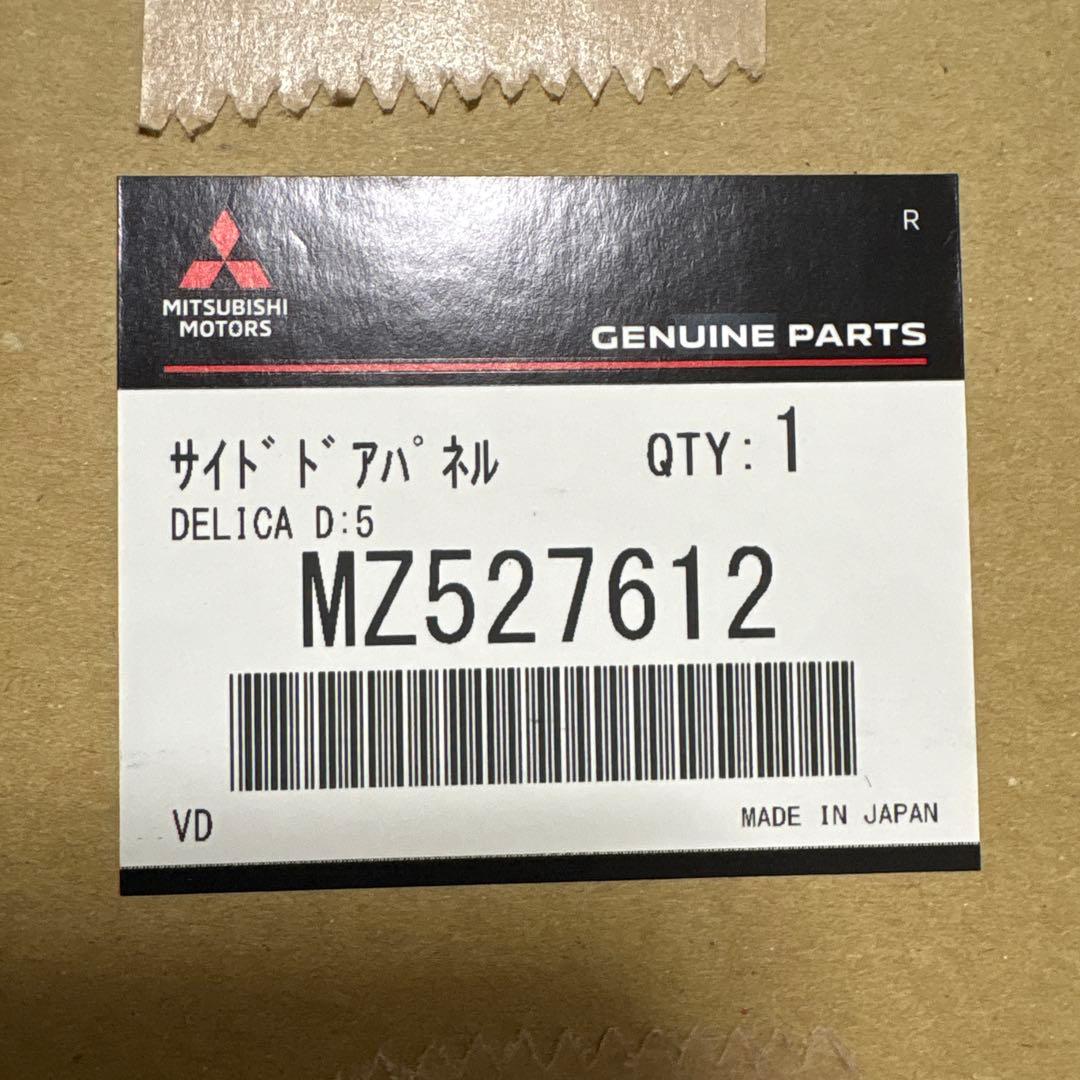 R
MITSUBISHI
MOTORS
GENUINE PARTS
ｻｲﾄﾞﾄﾞｱﾊﾟﾈﾙ QTY: 1
DELICA D:5
MZ527612
VD MADE IN JAPAN